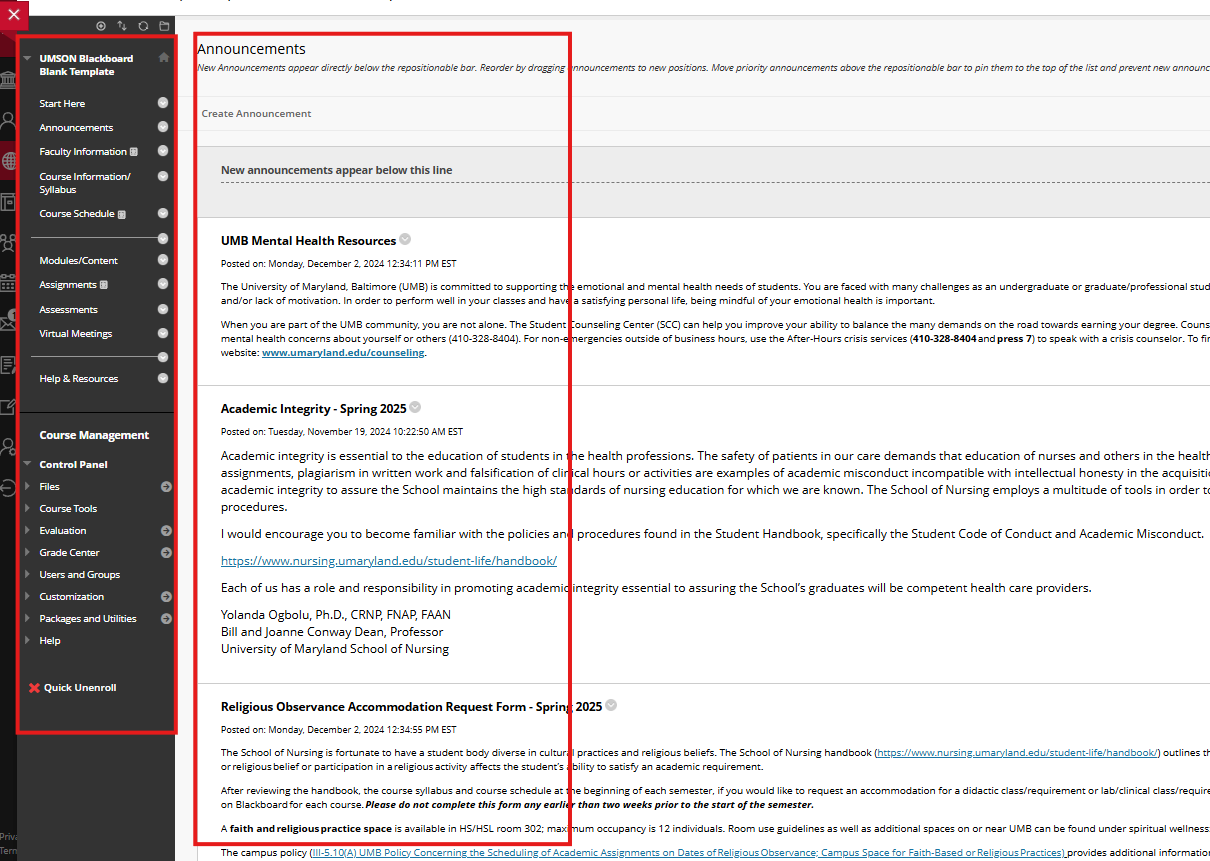 UMSON Blackboard
Blank Template
Start Here
Announcements
Faculty Information
Course Information/
Syllabus
Course Schedule
Modules/Content
Assignments
Assessments
Virtual Meetings
Help & Resources
Course Management
Control Panel
Files
Course Tools
Evaluation
Grade Center
Users and Groups
Customization
Packages and Utilities
Help
Quick Unenroll
Priva
Term
Announcements
New Announcements appear directly below the repositionable bar. Reorder by dragging announcements to new positions. Move priority announcements above the repositionable bar to pin them to the top of the list and prevent new announc
Create Announcement
New announcements appear below this line
UMB Mental Health Resources
Posted on: Monday, December 2, 2024 12:34:11 PM EST
The University of Maryland, Baltimore (UMB) is committed to supporting the emotional and mental health needs of students. You are faced with many challenges as an undergraduate or graduate/professional stud
and/or lack of motivation. In order to perform well in your classes and have a satisfying personal life, being mindful of your emotional health is important.
When you are part of the UMB community, you are not alone. The Student Counseling Center (SCC) can help you improve your ability to balance the many demands on the road towards earning your degree. Couns
mental health concerns about yourself or others (410-328-8404). For non-emergencies outside of business hours, use the After-Hours crisis services (410-328-8404 and press 7) to speak with a crisis counselor. To fin
website: www.umaryland.edu/counseling.
Academic Integrity - Spring 2025
Posted on: Tuesday, November 19, 2024 10:22:50 AM EST
Academic integrity is essential to the education of students in the health professions. The safety of patients in our care demands that education of nurses and others in the healt
assignments, plagiarism in written work and falsification of clinical hours or activities are examples of academic misconduct incompatible with intellectual honesty in the acquisitio
academic integrity to assure the School maintains the high standards of nursing education for which we are known. The School of Nursing employs a multitude of tools in order to
procedures.
I would encourage you to become familiar with the policies and procedures found in the Student Handbook, specifically the Student Code of Conduct and Academic Misconduct.
https://www.nursing.umaryland.edu/student-life/handbook/
Each of us has a role and responsibility in promoting academic integrity essential to assuring the School's graduates will be competent health care providers.
Yolanda Ogbolu, Ph.D., CRNP, FNAP, FAAN
Bill and Joanne Conway Dean, Professor
University of Maryland School of Nursing
Religious Observance Accommodation Request Form - Spring 2025
Posted on: Monday, December 2, 2024 12:34:55 PM EST
The School of Nursing is fortunate to have a student body diverse in cultural practices and religious beliefs. The School of Nursing handbook (https://www.nursing.umaryland.edu/student-life/handbook/) outlines th
or religious belief or participation in a religious activity affects the student's ability to satisfy an academic requirement.
After reviewing the handbook, the course syllabus and course schedule at the beginning of each semester, if you would like to request an accommodation for a didactic class/requirement or lab/clinical class/require
on Blackboard for each course. Please do not complete this form any earlier than two weeks prior to the start of the semester.
A faith and religious practice space is available in HS/HSL room 302; maximum occupancy is 12 individuals. Room use guidelines as well as additional spaces on or near UMB can be found under spiritual wellness
The campus policy (III-5.10(A) UMB Policy Concerning the Scheduling of Academic Assignments on Dates of Religious Observance; Campus Space for Faith-Based or Religious Practices) provides additional information